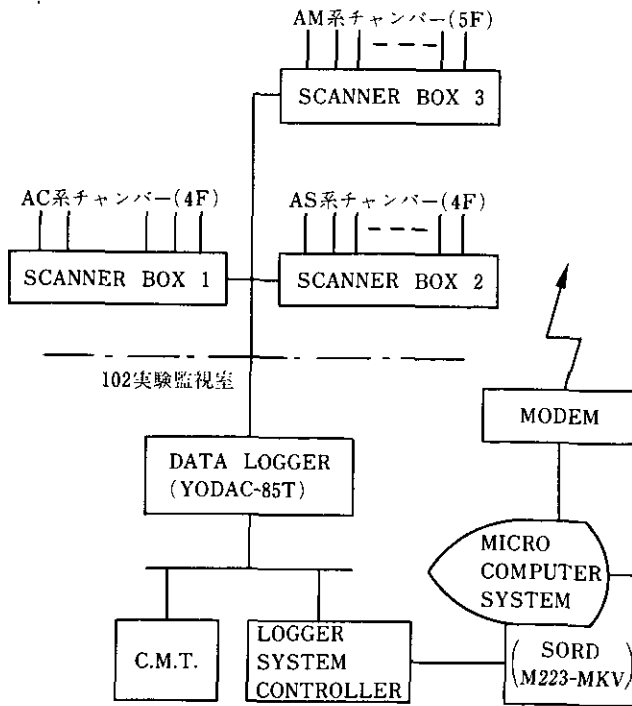 AM系チャンバー(5F)
SCANNER BOX 3
AC系チャンバー(4F)
AS系チャンバー(4F)
SCANNER BOX 1
SCANNER BOX 2
102実験監視室
MODEM
DATA LOGGER
(YODAC-85T)
MICRO
COMPUTER
SYSTEM
C.M.T.
LOGGER
SYSTEM
CONTROLLER
(SORD
M223-MKV)